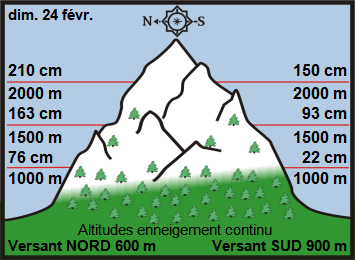 dim. 24 févr.
N S
210 cm 150 cm
2000 m 2000 m
163 cm 93 cm
1500 m 1500 m
76 cm 22 cm
1000 m 1000 m
Altitudes enneigement continu
Versant NORD 600 m Versant SUD 900 m